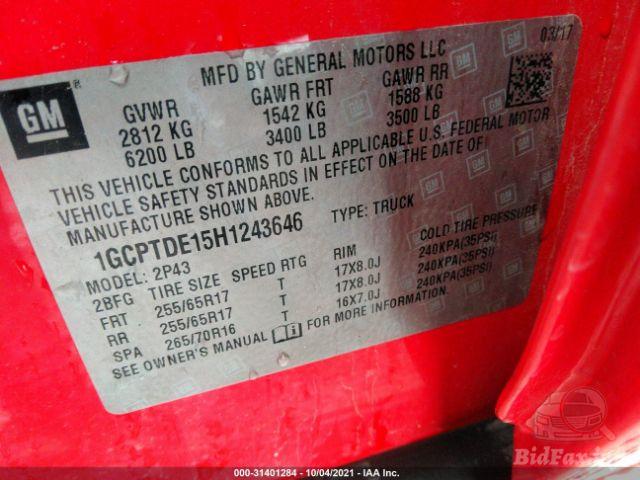 03/17
MFD BY GENERAL MOTORS LLC
GM
GVWR GAWR FRT GAWR RR
2812 KG 1542 KG 1588 KG
6200 LB 3400 LB 3500 LB
THIS VEHICLE CONFORMS TO ALL APPLICABLE U.S. FEDERAL MOTOR
VEHICLE SAFETY STANDARDS IN EFFECT ON THE DATE OF
MANUFACTURE SHOWN ABOVE.
1GCPTDE15H1243646 TYPE: TRUCK
MODEL: 2P43 COLD TIRE PRESSURE
2BFG TIRE SIZE SPEED RTG RIM
FRT 255/65R17 T 17X8.0J 240KPA(35PSI)
RR 255/65R17 T 17X8.0J 240KPA(35PSI)
SPA 265/70R16 T 16X7.0J 240KPA(35PSI)
SEE OWNER'S MANUAL FOR MORE INFORMATION.
BidFax
000-31401284 - 10/04/2021 - IAA Inc.